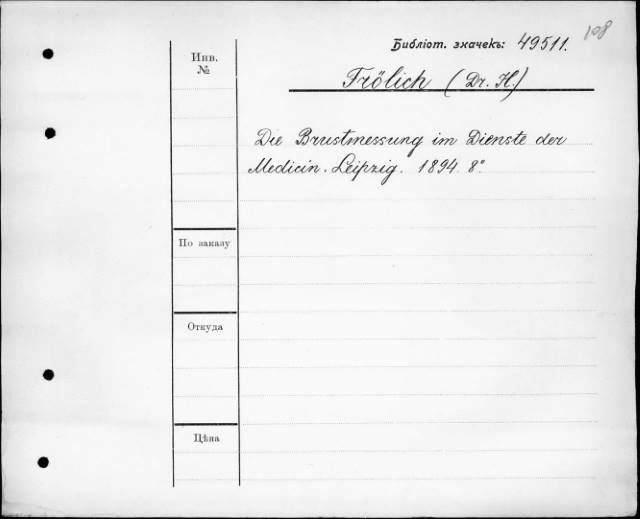 108
Библіот. значекъ: 49511.
Инв.
№
Frölich (Dr. H.)
Die Brustmessung im Dienste der
Medicin. Leipzig. 1894. 8°
По заказу
Откуда
Цѣна